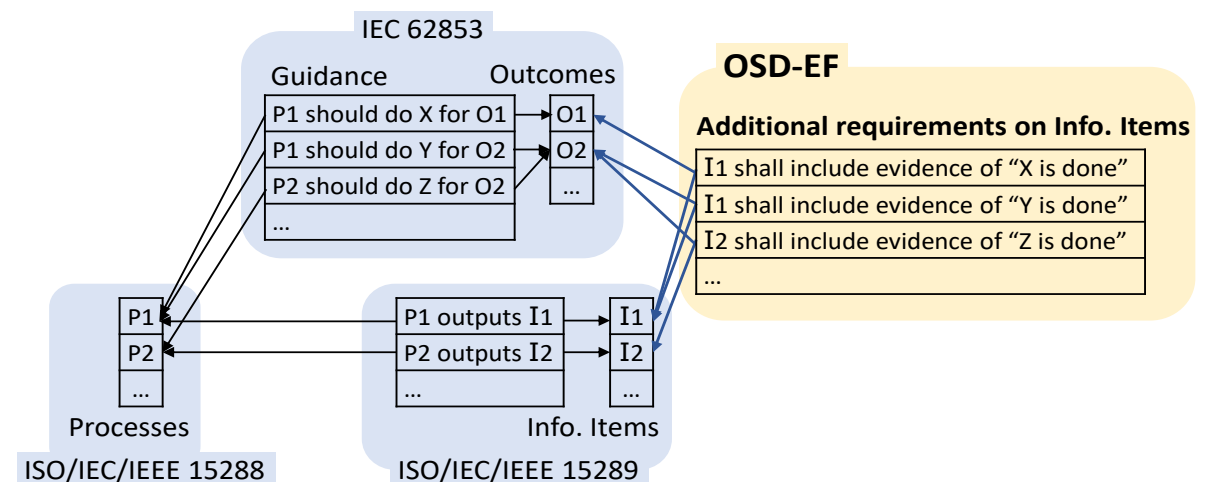 IEC 62853
Guidance
Outcomes
P1 should do X for O1
P1 should do Y for O2
P2 should do Z for O2
...
O1
O2
...
OSD-EF
Additional requirements on Info. Items
I1 shall include evidence of “X is done”
I1 shall include evidence of “Y is done”
I2 shall include evidence of “Z is done”
...
P1
P2
...
Processes
ISO/IEC/IEEE 15288
P1 outputs I1
P2 outputs I2
...
I1
I2
...
Info. Items
ISO/IEC/IEEE 15289